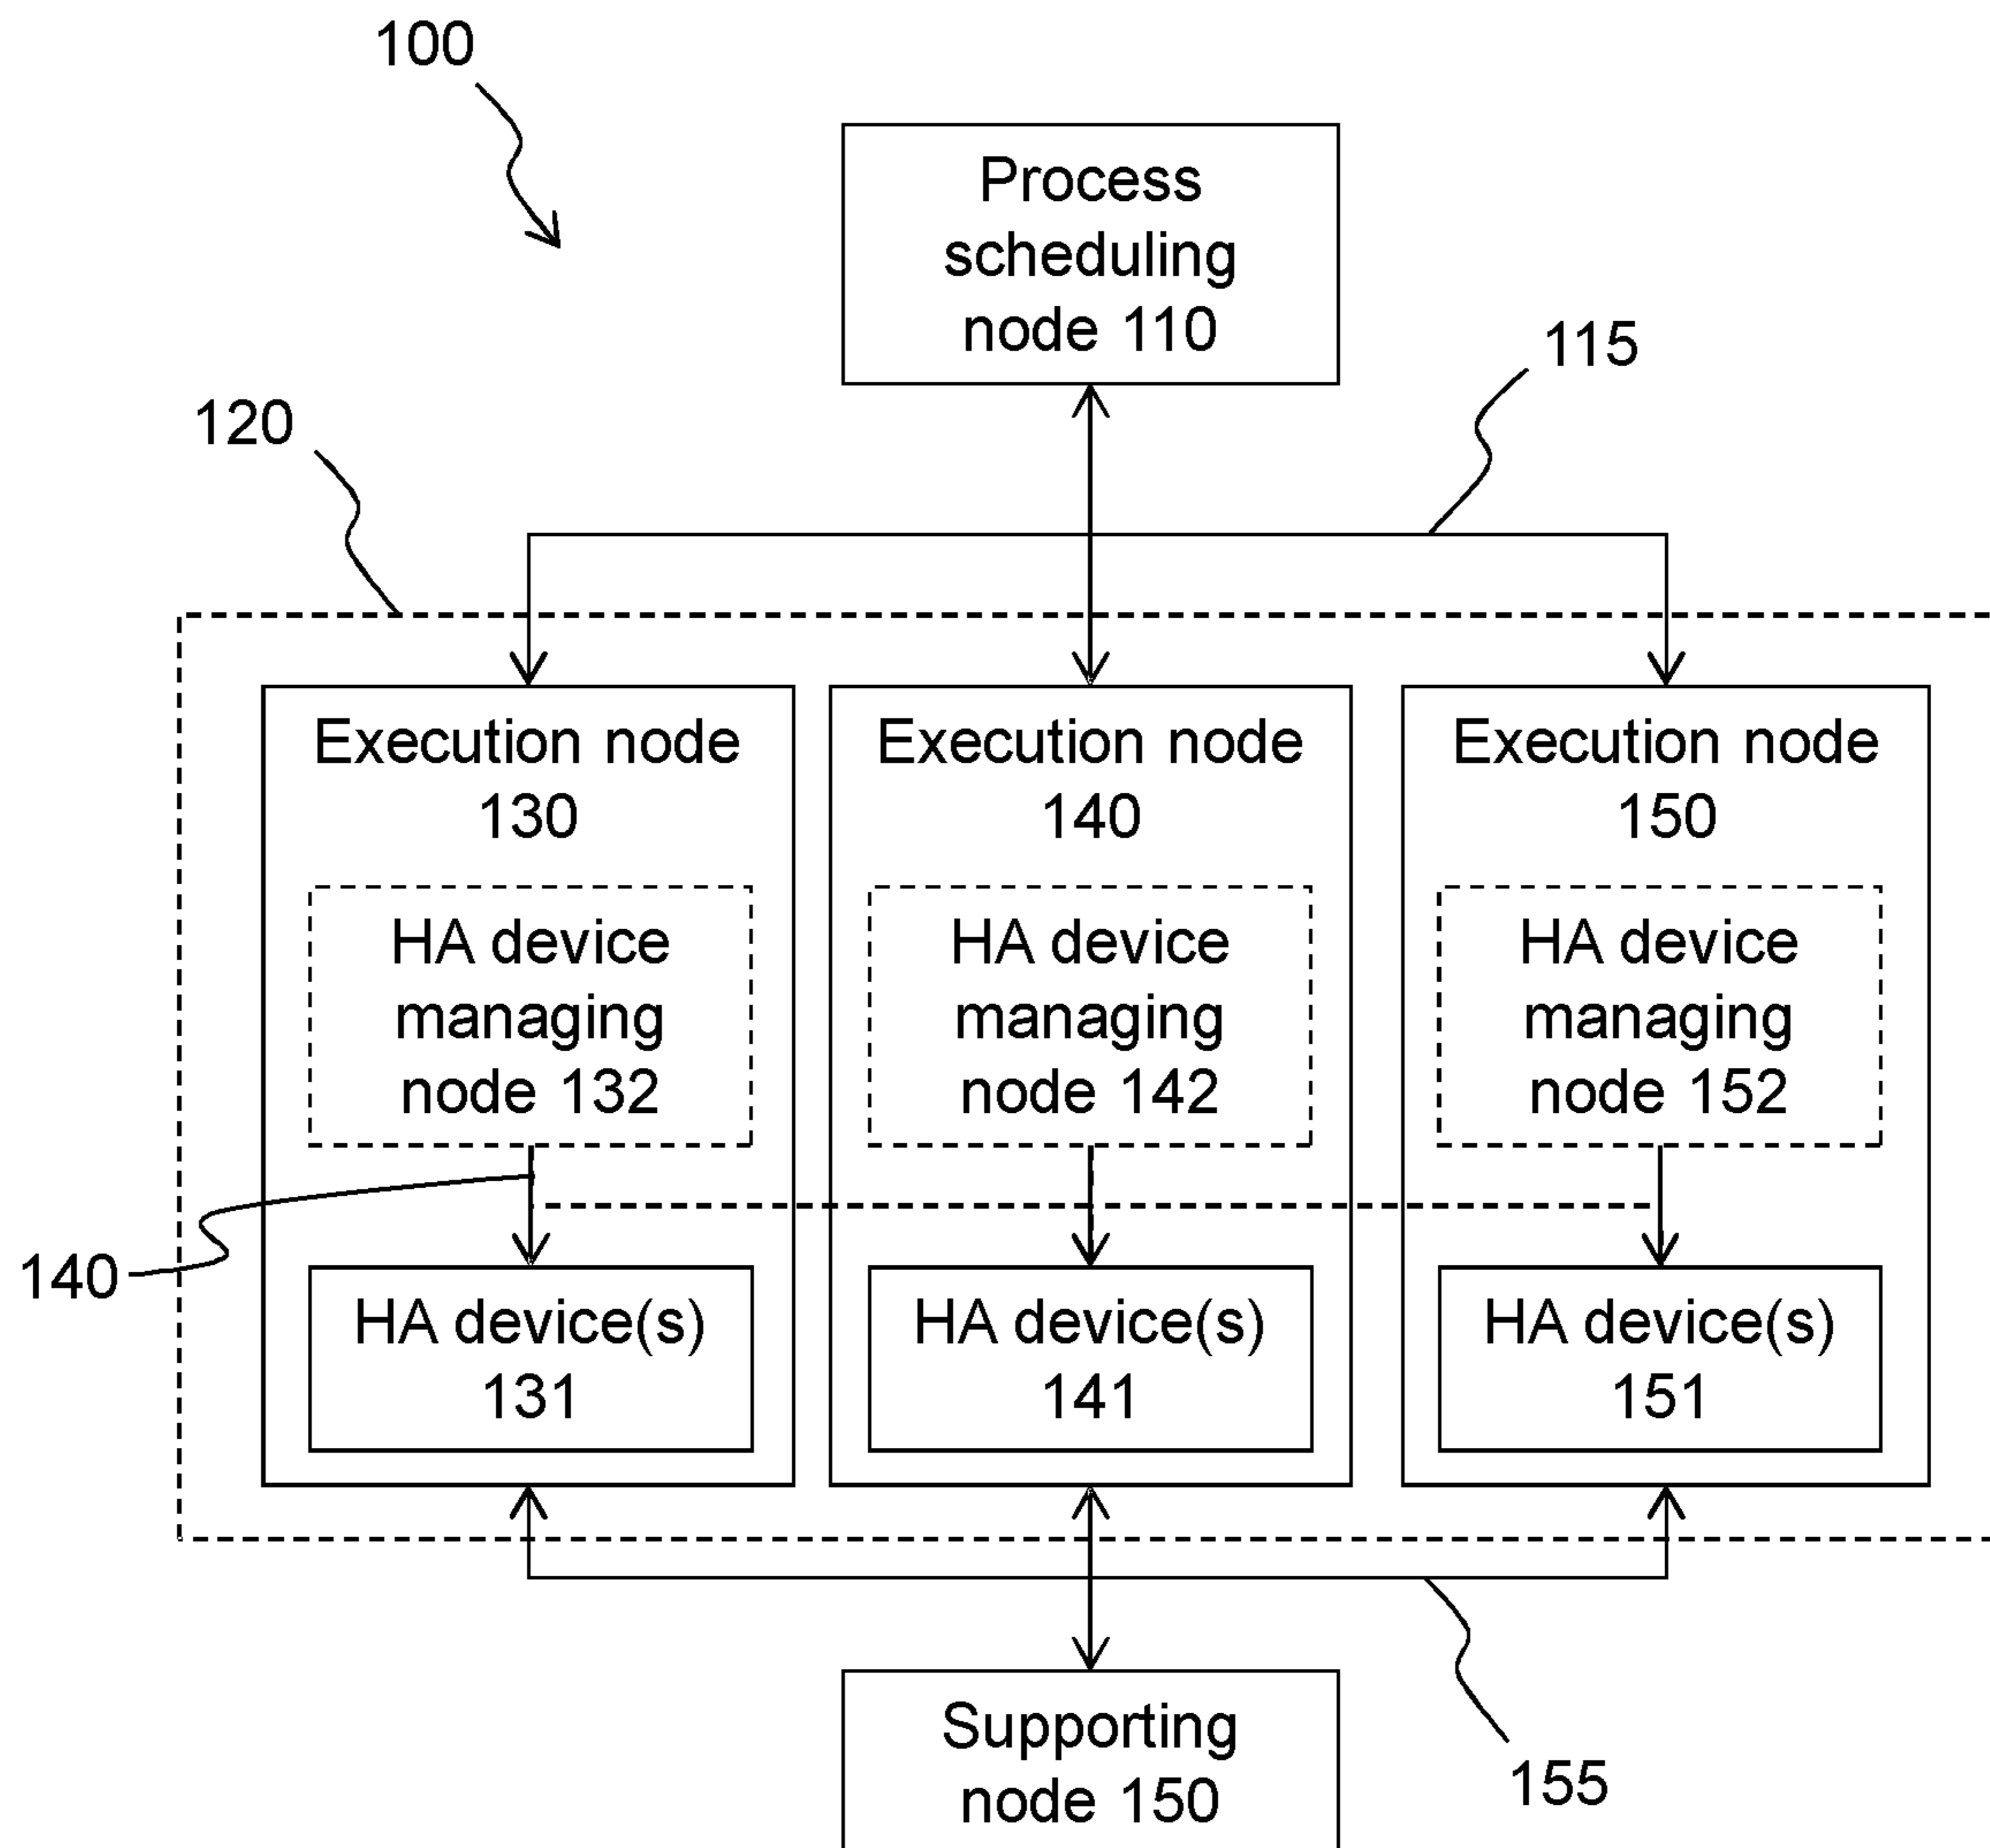 100
Process
scheduling
node 110
115
120
Execution node
130
HA device
managing
node 132
HA device(s)
131
Execution node
140
HA device
managing
node 142
HA device(s)
141
Execution node
150
HA device
managing
node 152
HA device(s)
151
140
Supporting
node 150
155